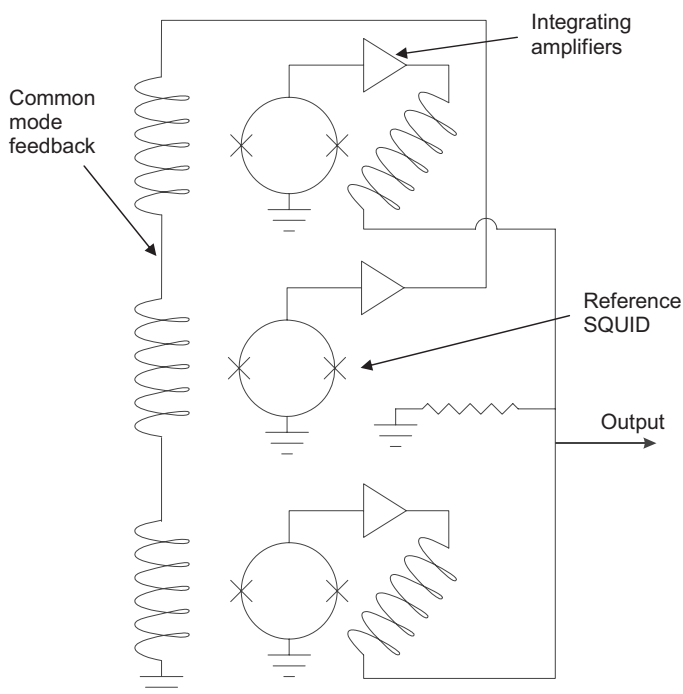 Integrating
amplifiers
Common
mode
feedback
Reference
SQUID
Output